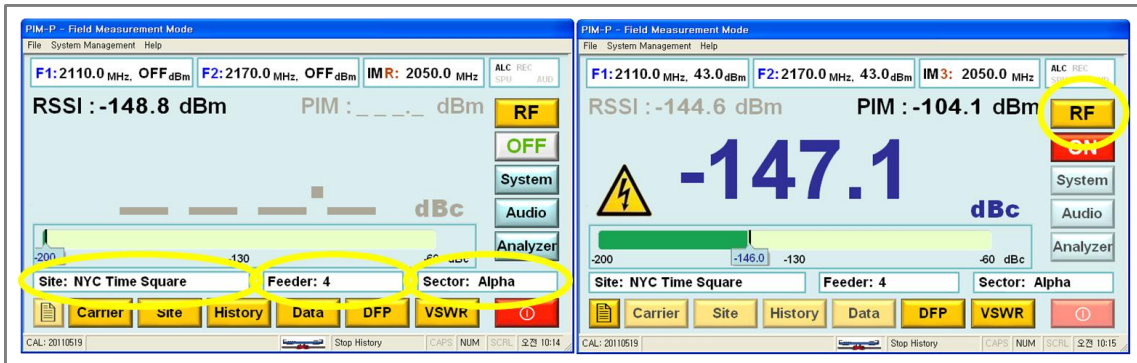 PIM-P - Field Measurement Mode
File System Management Help
F1: 2110.0 MHz, OFF dBm F2: 2170.0 MHz, OFF dBm IMR: 2050.0 MHz ALC REC
SPU AUD
RSSI : -148.8 dBm PIM : _ _ _._ dBm RF
OFF
System
dBc Audio
-200 -130 -60 dBc Analyzer
Site: NYC Time Square Feeder: 4 Sector: Alpha
Carrier Site History Data DFP VSWR
CAL: 20110519 Stop History CAPS NUM SCRL 오전 10:14
PIM-P - Field Measurement Mode
File System Management Help
F1: 2110.0 MHz, 43.0 dBm F2: 2170.0 MHz, 43.0 dBm IM3: 2050.0 MHz ALC REC
RSSI : -144.6 dBm PIM : -104.1 dBm RF
ON
-147.1 dBc System
Audio
-200 -146.0 -130 -60 dBc Analyzer
Site: NYC Time Square Feeder: 4 Sector: Alpha
Carrier Site History Data DFP VSWR
CAL: 20110519 Stop History CAPS NUM SCRL 오전 10:15